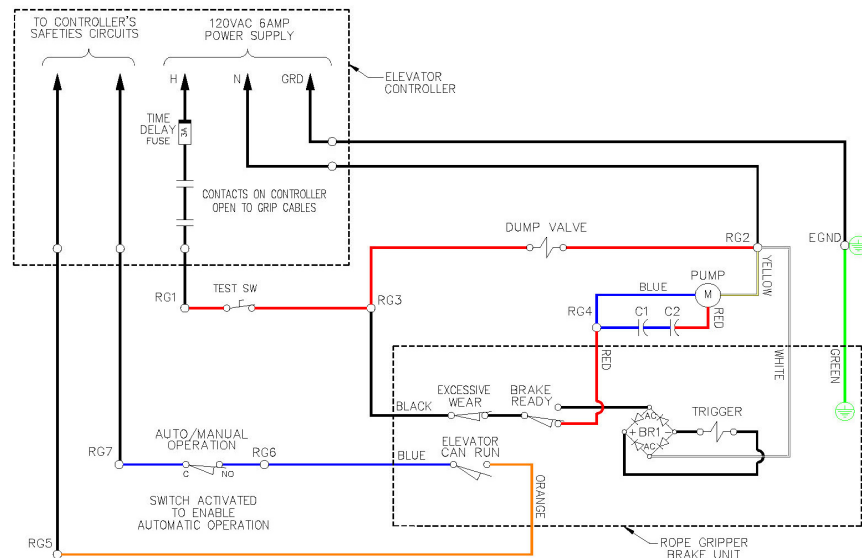 TO CONTROLLER'S
SAFETIES CIRCUITS
120VAC 6AMP
POWER SUPPLY
H
N
GRD
ELEVATOR
CONTROLLER
TIME
DELAY
FUSE
3A
CONTACTS ON CONTROLLER
OPEN TO GRIP CABLES
DUMP VALVE
RG2
EGND
YELLOW
PUMP
M
BLUE
RG1
TEST SW
RG3
RG4
C1
C2
RED
RED
WHITE
GREEN
BLACK
EXCESSIVE
WEAR
BRAKE
READY
AC
+ BR1 -
AC
TRIGGER
AUTO/MANUAL
OPERATION
RG7
C
NO
RG6
BLUE
ELEVATOR
CAN RUN
ORANGE
SWITCH ACTIVATED
TO ENABLE
AUTOMATIC OPERATION
RG5
ROPE GRIPPER
BRAKE UNIT